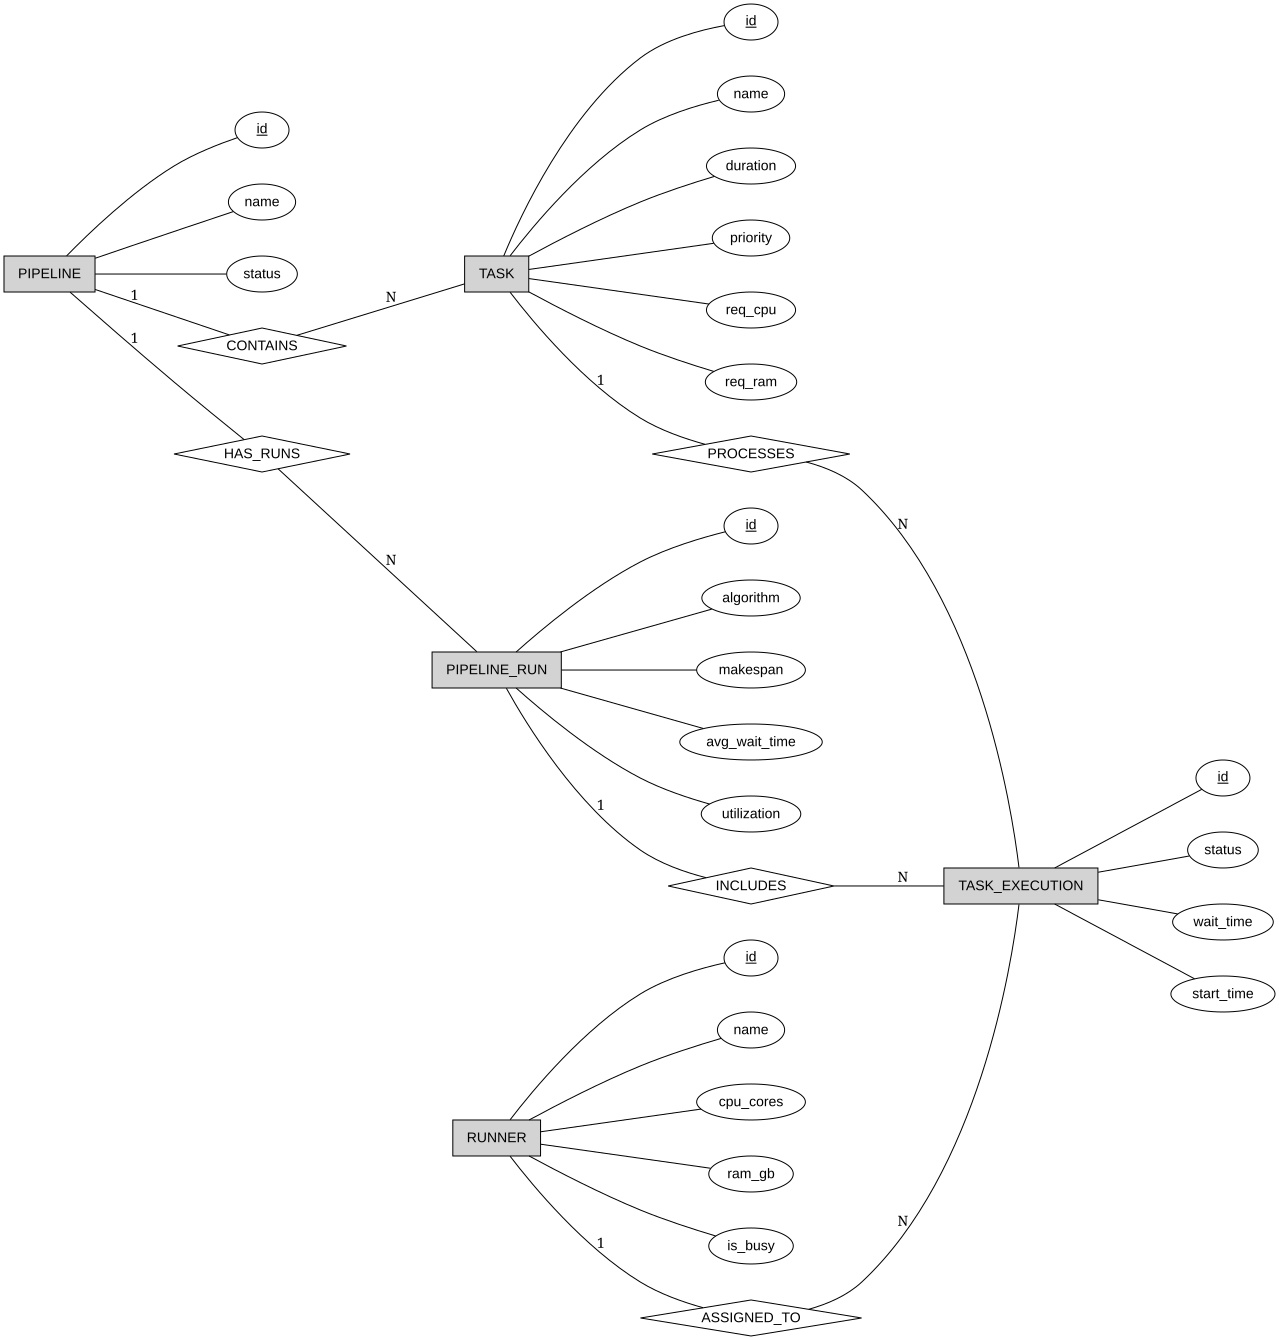 id
name
duration
priority
req_cpu
req_ram
id
name
status
PIPELINE
TASK
1
N
CONTAINS
1
HAS_RUNS
1
PROCESSES
N
N
id
algorithm
makespan
avg_wait_time
utilization
PIPELINE_RUN
1
INCLUDES
N
TASK_EXECUTION
id
status
wait_time
start_time
id
name
cpu_cores
ram_gb
is_busy
RUNNER
1
N
ASSIGNED_TO